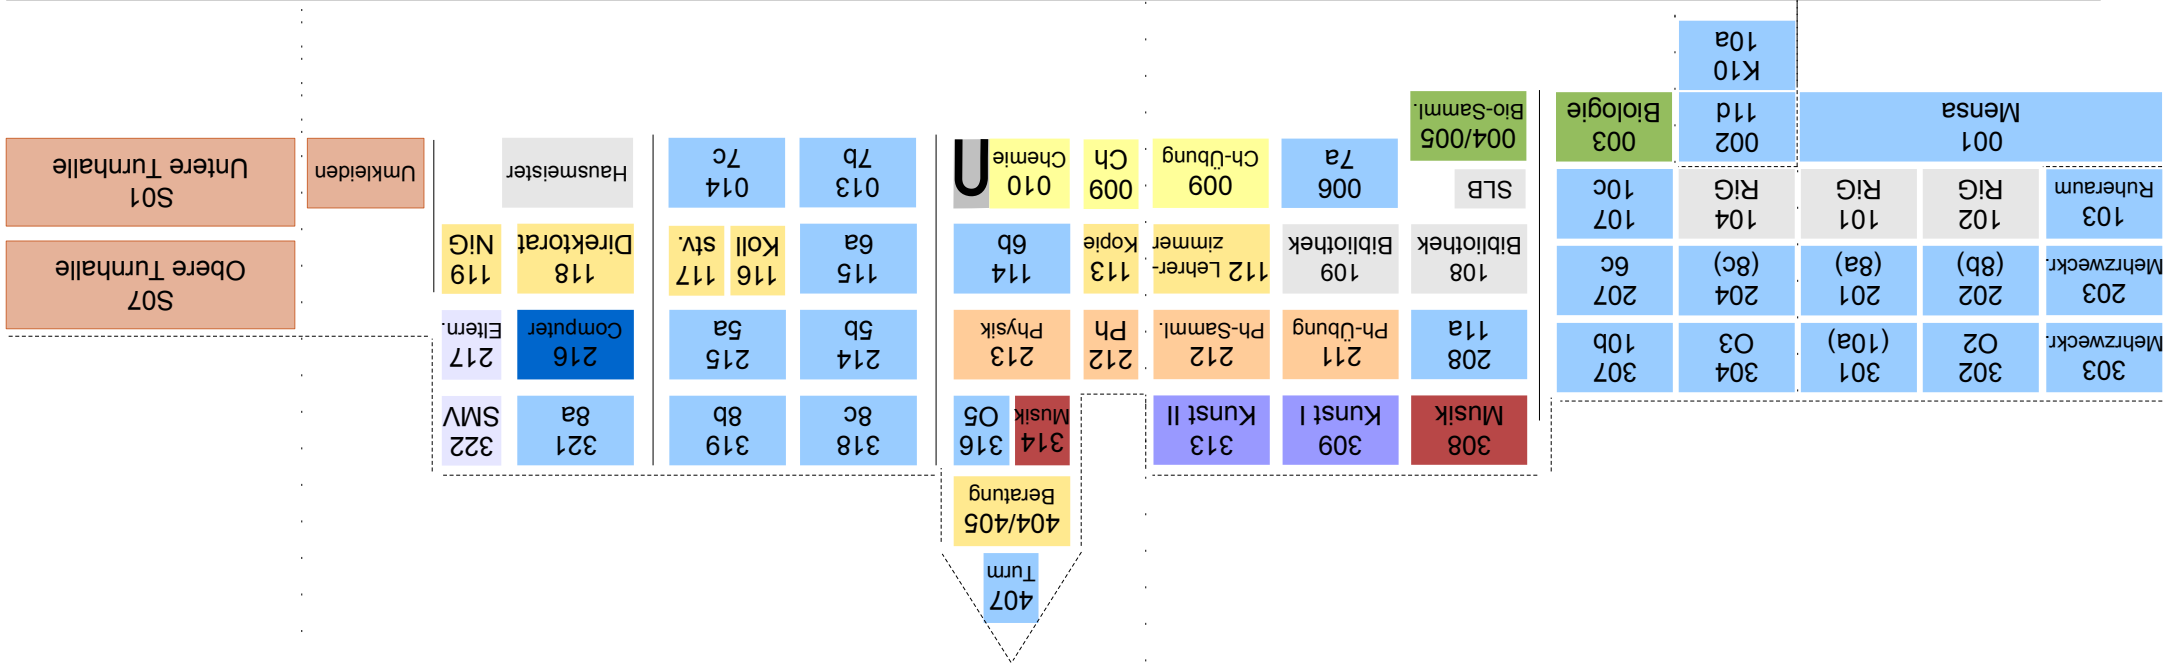 407
Turm
404/405
Beratung
308
Musik
309
Kunst I
313
Kunst II
314
Musik
316
O5
318
8c
319
8b
321
8a
322
SMV
303
Mehrzweckr.
302
O2
301
(10a)
304
O3
307
10b
208
11a
211
Ph-Übung
212
Ph-Samml.
212
Ph
213
Physik
214
5b
215
5a
216
Computer
217
Eltern.
203
Mehrzweckr.
202
(8b)
201
(8a)
204
(8c)
207
6c
108
Bibliothek
109
Bibliothek
112 Lehrer-
zimmer
113
Kopie
114
6b
115
6a
116
Koll
117
stv.
118
Direktorat
119
NiG
S07
Obere Turnhalle
103
Ruheraum
102
RiG
101
RiG
104
RiG
107
10c
SLB
006
7a
009
Ch-Übung
009
Ch
010
Chemie
013
7b
014
7c
Hausmeister
Umkleiden
S01
Untere Turnhalle
001
Mensa
002
11d
003
Biologie
004/005
Bio-Samml.
K10
10a